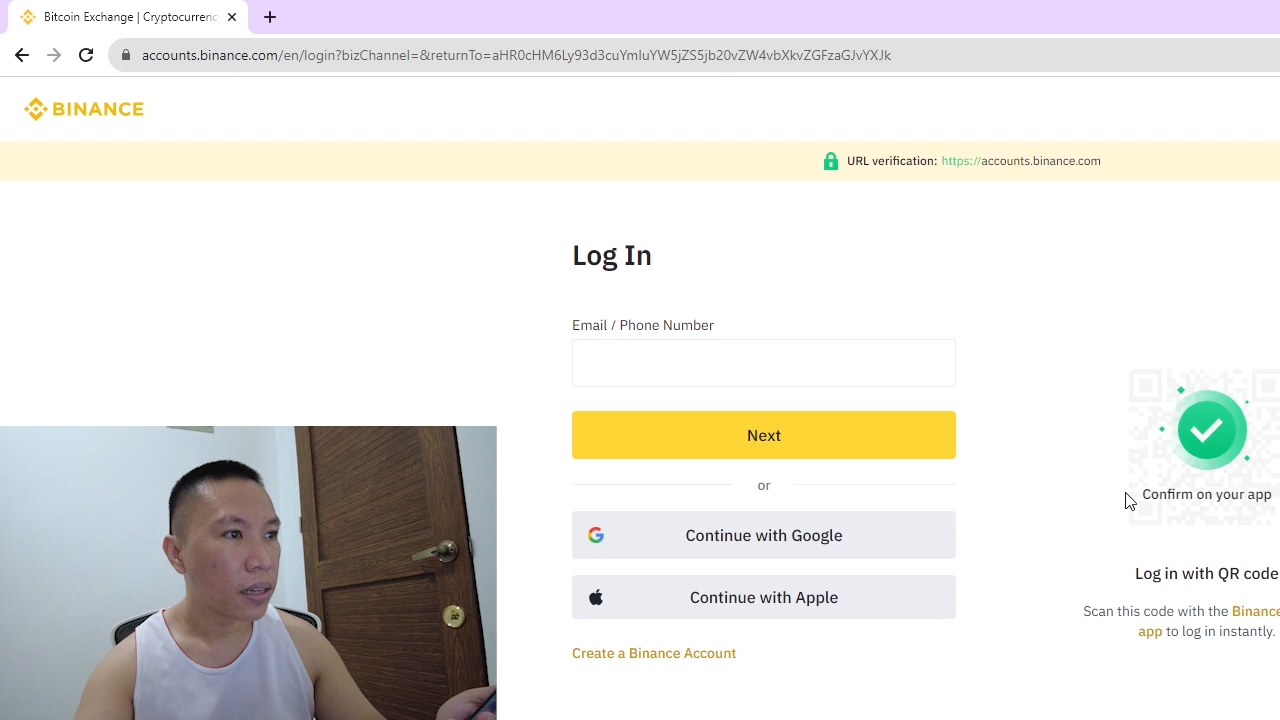 Bitcoin Exchange | Cryptocurrenc
accounts.binance.com/en/login?bizChannel=&returnTo=aHR0cHM6Ly93d3cuYmluYW5jZS5jb20vZW4vbXkvZGFzaGJvYXJk
BINANCE
URL verification: https://accounts.binance.com
Log In
Email / Phone Number
Next
or
Continue with Google
Continue with Apple
Create a Binance Account
Confirm on your app
Log in with QR code
Scan this code with the Binance
app to log in instantly.